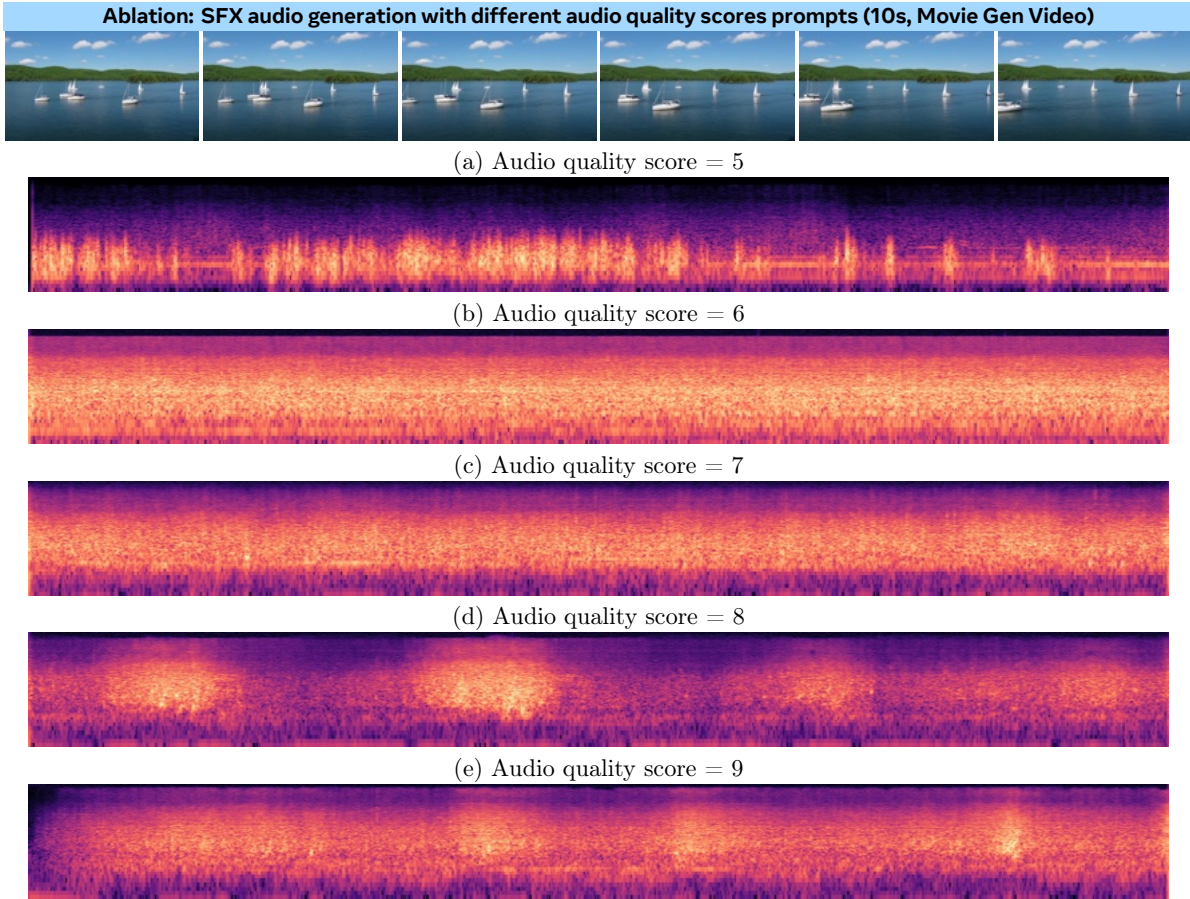 Ablation: SFX audio generation with different audio quality scores prompts (10s, Movie Gen Video)
(a) Audio quality score = 5
(b) Audio quality score = 6
(c) Audio quality score = 7
(d) Audio quality score = 8
(e) Audio quality score = 9